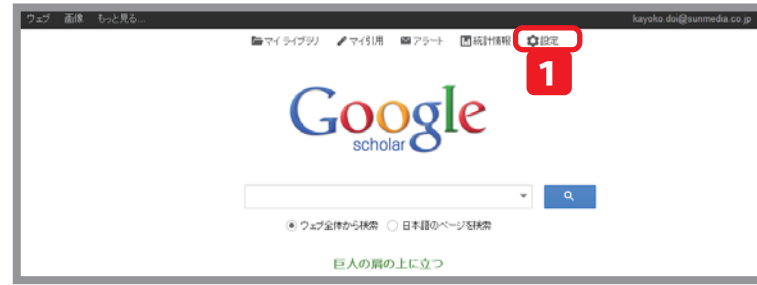 ウェブ 画像 もっと見る... kayoko.doi@sunmedia.co.jp
マイ ライブラリ マイ引用 アラート 統計情報 設定
1
Google
scholar
ウェブ全体から検索 日本語のページを検索
巨人の肩の上に立つ